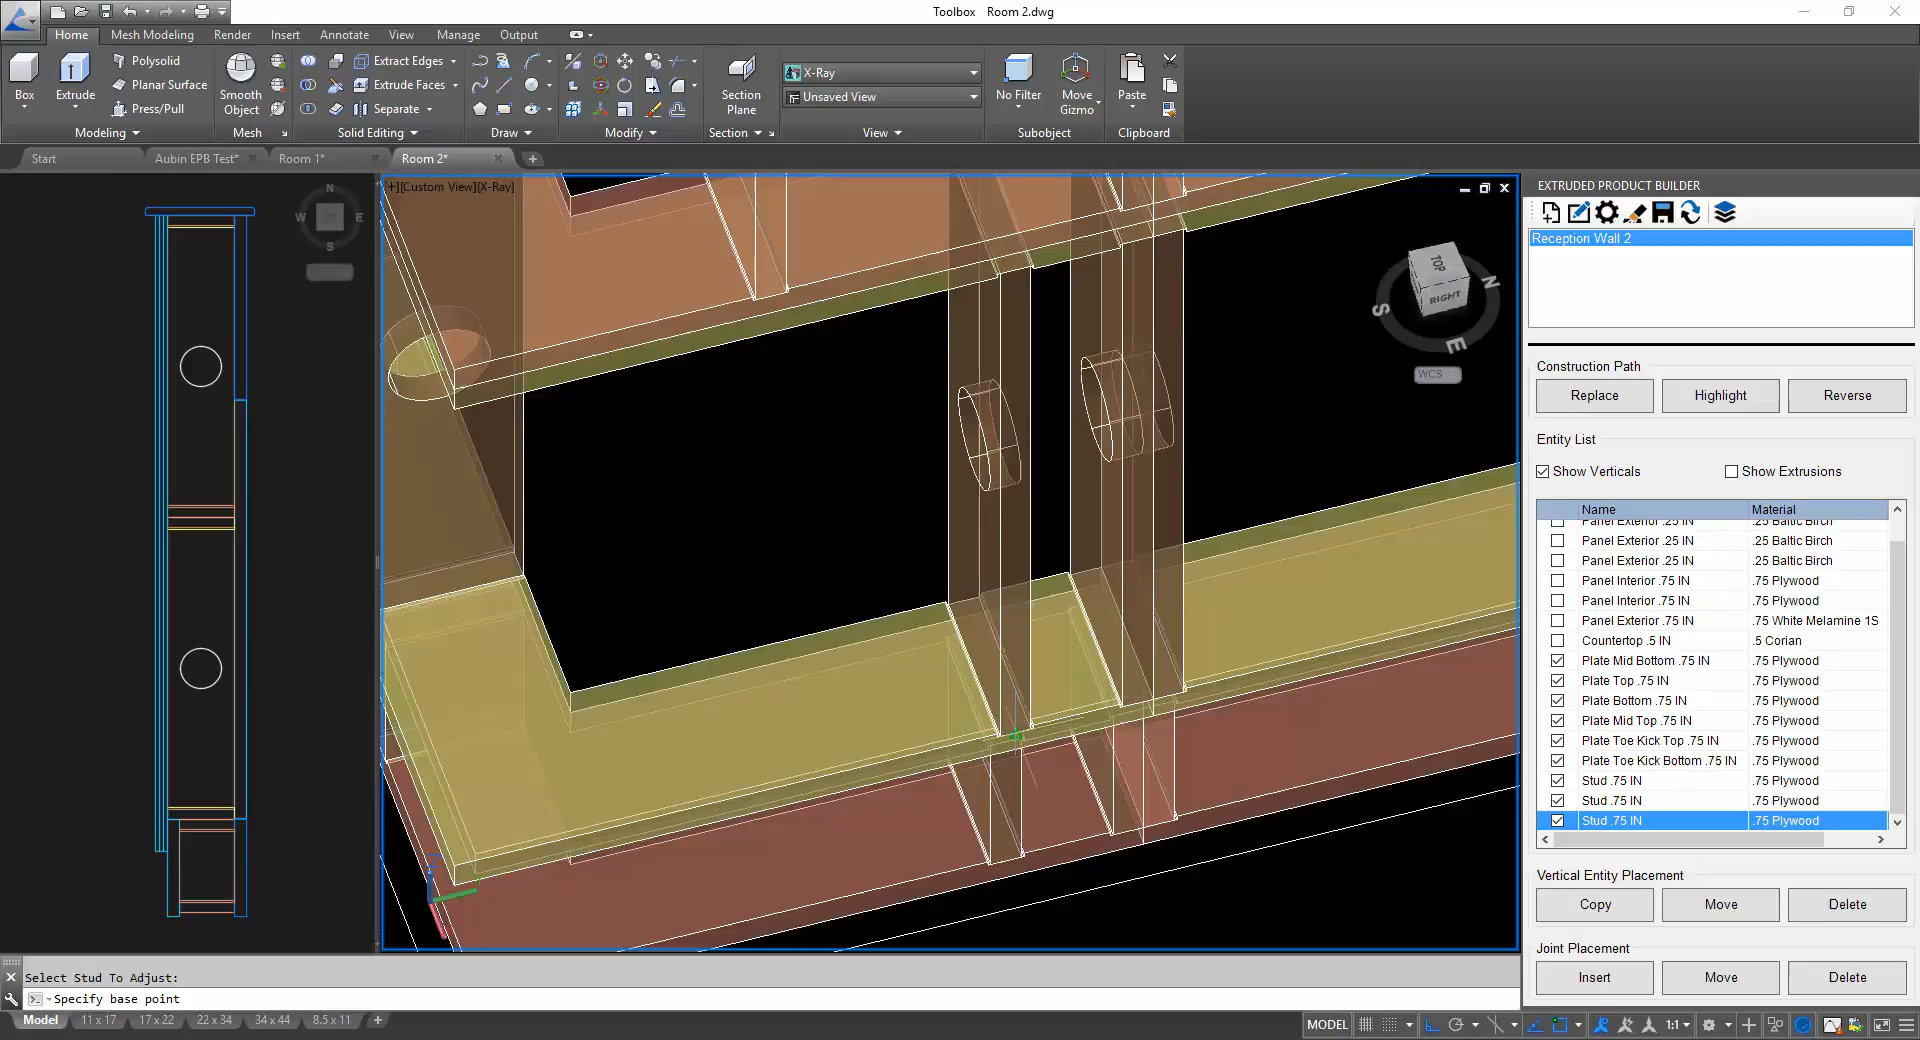 Toolbox Room 2.dwg
Home Mesh Modeling Render Insert Annotate View Manage Output
Box
Extrude
Polysolid
Planar Surface
Press/Pull
Modeling
Smooth Object
Mesh
Extract Edges
Extrude Faces
Separate
Solid Editing
Draw
Modify
Section Plane
Section
X-Ray
Unsaved View
View
No Filter
Move Gizmo
Subobject
Paste
Clipboard
Start Aubin EPB Test* Room 1* Room 2*
N
W E
S
[+][Custom View][X-Ray]
TOP
RIGHT
N
S
E
WCS
EXTRUDED PRODUCT BUILDER
Reception Wall 2
Construction Path
Replace Highlight Reverse
Entity List
Show Verticals Show Extrusions
Name Material
Panel Exterior .25 IN .25 Baltic Birch
Panel Exterior .25 IN .25 Baltic Birch
Panel Exterior .25 IN .25 Baltic Birch
Panel Interior .75 IN .75 Plywood
Panel Interior .75 IN .75 Plywood
Panel Exterior .75 IN .75 White Melamine 1S
Countertop .5 IN .5 Corian
Plate Mid Bottom .75 IN .75 Plywood
Plate Top .75 IN .75 Plywood
Plate Bottom .75 IN .75 Plywood
Plate Mid Top .75 IN .75 Plywood
Plate Toe Kick Top .75 IN .75 Plywood
Plate Toe Kick Bottom .75 IN .75 Plywood
Stud .75 IN .75 Plywood
Stud .75 IN .75 Plywood
Stud .75 IN .75 Plywood
Vertical Entity Placement
Copy Move Delete
Joint Placement
Insert Move Delete
Select Stud To Adjust:
Specify base point
Model 11 x 17 17 x 22 22 x 34 34 x 44 8.5 x 11
MODEL 1:1